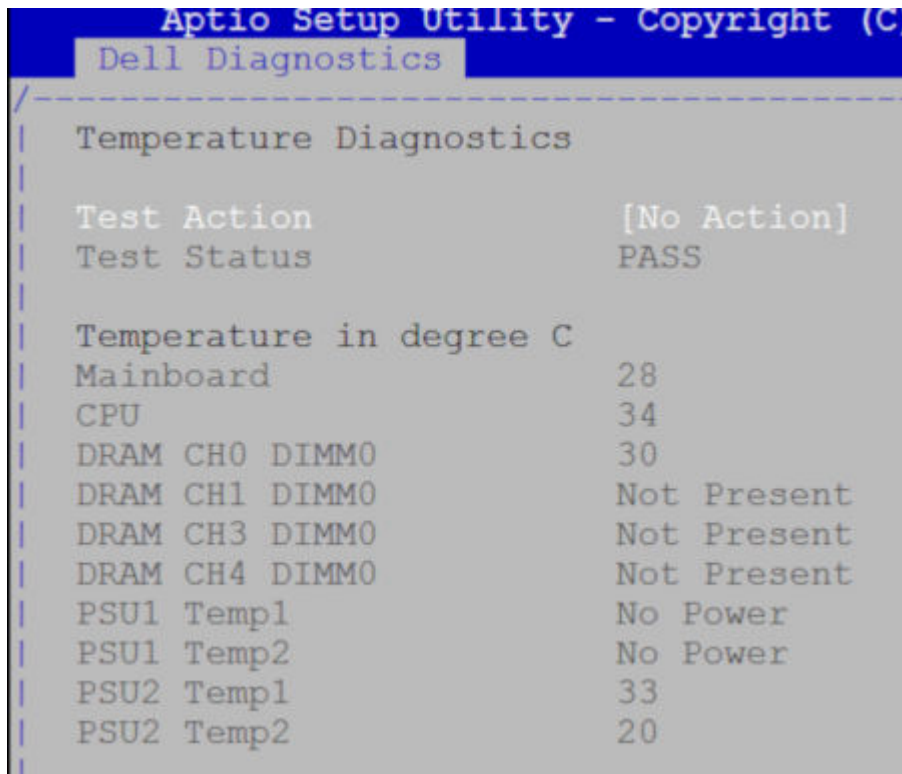 Aptio Setup Utility - Copyright (C
Dell Diagnostics
Temperature Diagnostics
Test Action [No Action]
Test Status PASS
Temperature in degree C
Mainboard 28
CPU 34
DRAM CH0 DIMM0 30
DRAM CH1 DIMM0 Not Present
DRAM CH3 DIMM0 Not Present
DRAM CH4 DIMM0 Not Present
PSU1 Temp1 No Power
PSU1 Temp2 No Power
PSU2 Temp1 33
PSU2 Temp2 20